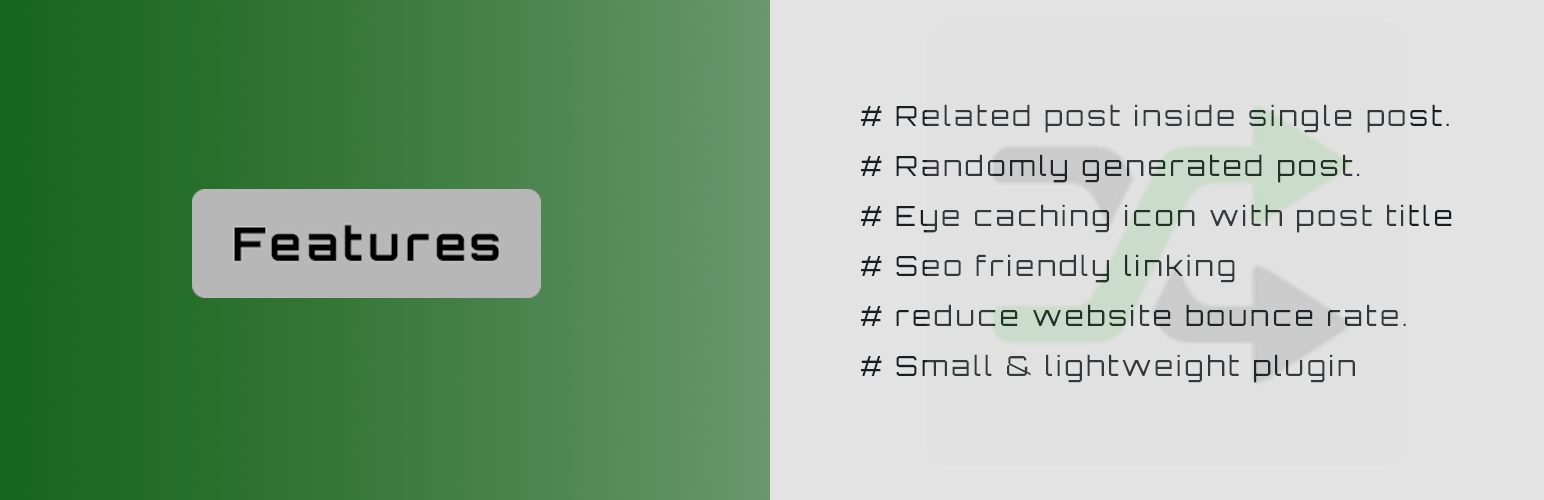 Features
# Related post inside single post.
# Randomly generated post.
# Eye caching icon with post title
# Seo friendly linking
# reduce website bounce rate.
# Small & lightweight plugin